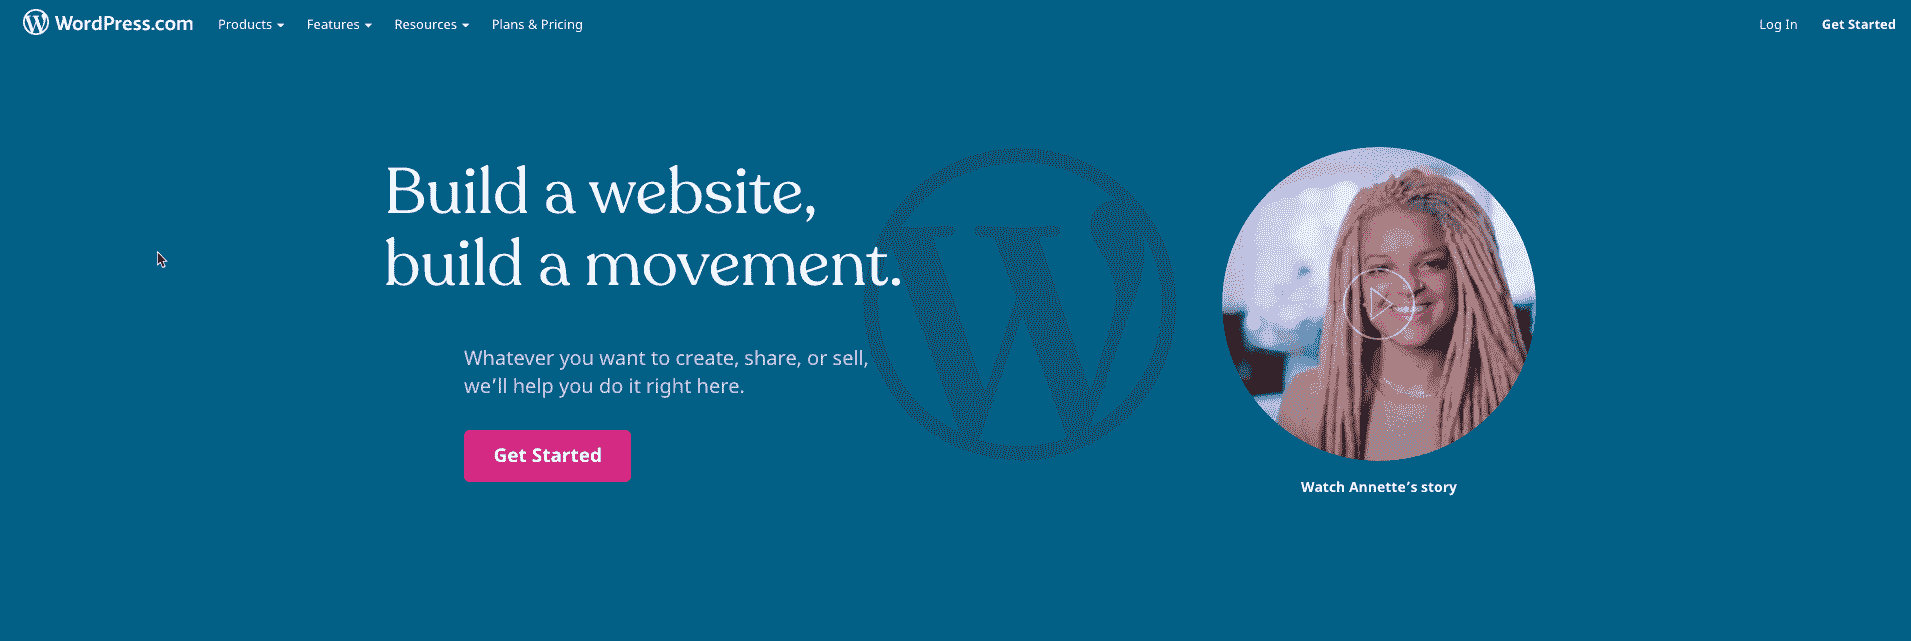 WordPress.com
Products
Features
Resources
Plans & Pricing
Log In
Get Started
Build a website,
build a movement.
Whatever you want to create, share, or sell,
we’ll help you do it right here.
Get Started
Watch Annette’s story